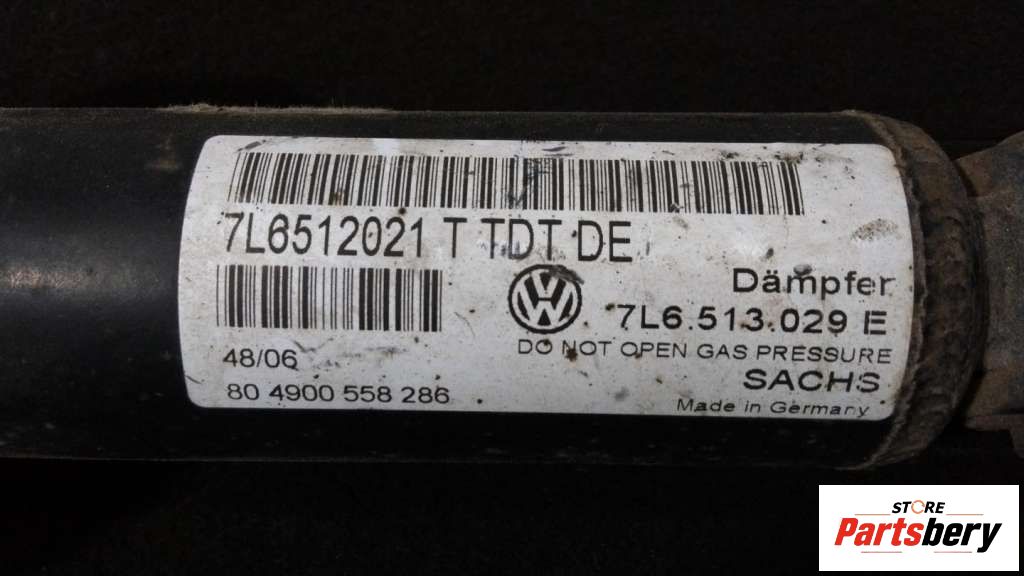 7L6512021 T TDT DE
Dämpfer
7L6.513.029 E
DO NOT OPEN GAS PRESSURE
SACHS
Made in Germany
48/06
80 4900 558 286
STORE
Partsbery